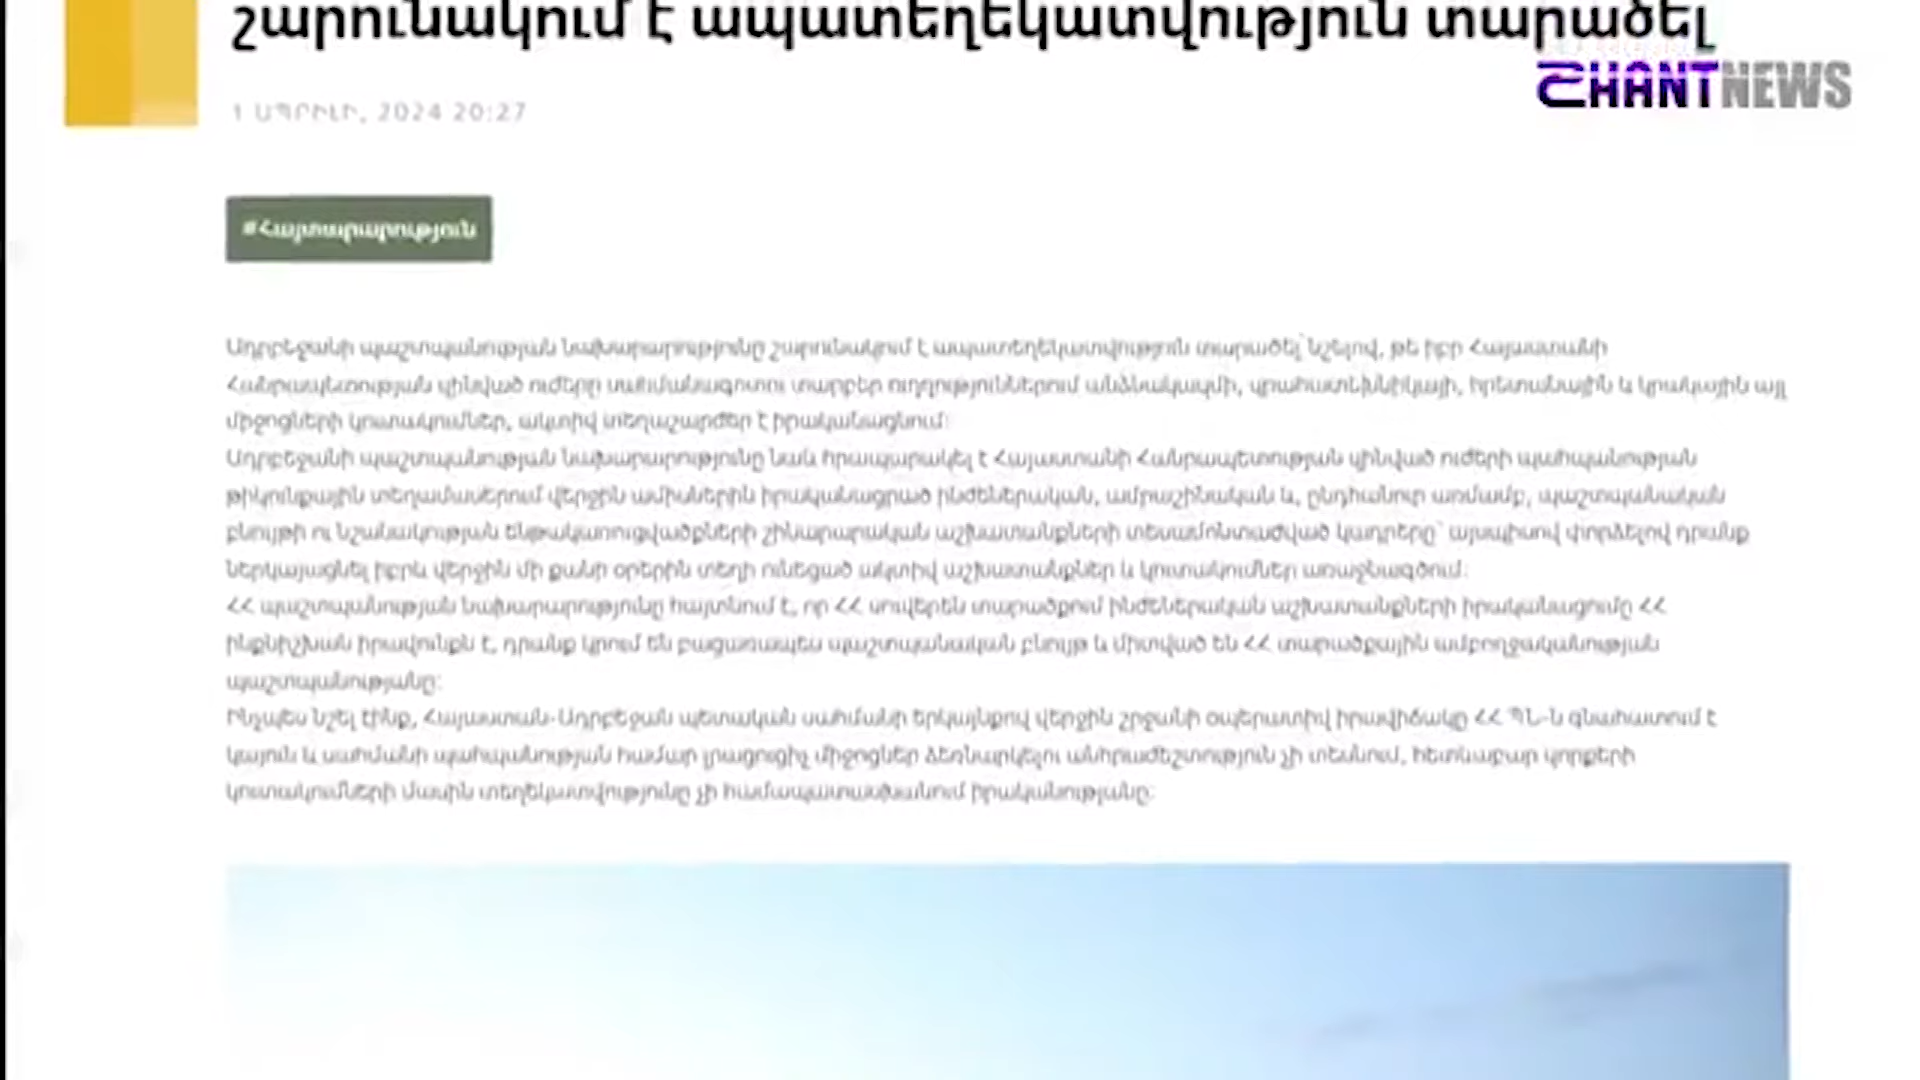 շարունակում է ապատեղեկատվություն տարածել
SHANTNEWS
1 ԱՊՐԻԼԻ, 2024 20:27
#Հայտարարություն
Ադրբեջանի պաշտպանության նախարարությունը շարունակում է ապատեղեկատվություն տարածել՝ նշելով, թե իբր Հայաստանի
Հանրապետության զինված ուժերը սահմանագոտու տարբեր ուղղություններում անձնակազմի, զրահատեխնիկայի, հրետանային և կրակային այլ
միջոցների կուտակումներ, ակտիվ տեղաշարժեր է իրականացնում։
Ադրբեջանի պաշտպանության նախարարությունը նաև հրապարակել է Հայաստանի Հանրապետության զինված ուժերի պահպանության
թիկունքային տեղամասերում վերջին ամիսներին իրականացրած ինժեներական, ամրաշինական և, ընդհանուր առմամբ, պաշտպանական
բնույթի ու նշանակության ենթակառուցվածքների շինարարական աշխատանքների տեսամոնտաժված կադրերը՝ այսպիսով փորձելով դրանք
ներկայացնել իբրև վերջին մի քանի օրերին տեղի ունեցած ակտիվ աշխատանքներ և կուտակումներ առաջնագծում։
ՀՀ պաշտպանության նախարարությունը հայտնում է, որ ՀՀ սուվերեն տարածքում ինժեներական աշխատանքների իրականացումը ՀՀ
ինքնիշխան իրավունքն է, դրանք կրում են բացառապես պաշտպանական բնույթ և միտված են ՀՀ տարածքային ամբողջականության
պաշտպանությանը։
Ինչպես նշել էինք, Հայաստան-Ադրբեջան պետական սահմանի երկայնքով վերջին շրջանի օպերատիվ իրավիճակը ՀՀ ՊՆ-ն գնահատում է
կայուն և սահմանի պահպանության համար լրացուցիչ միջոցներ ձեռնարկելու անհրաժեշտություն չի տեսնում, հետևաբար զորքերի
կուտակումների մասին տեղեկատվությունը չի համապատասխանում իրականությանը։